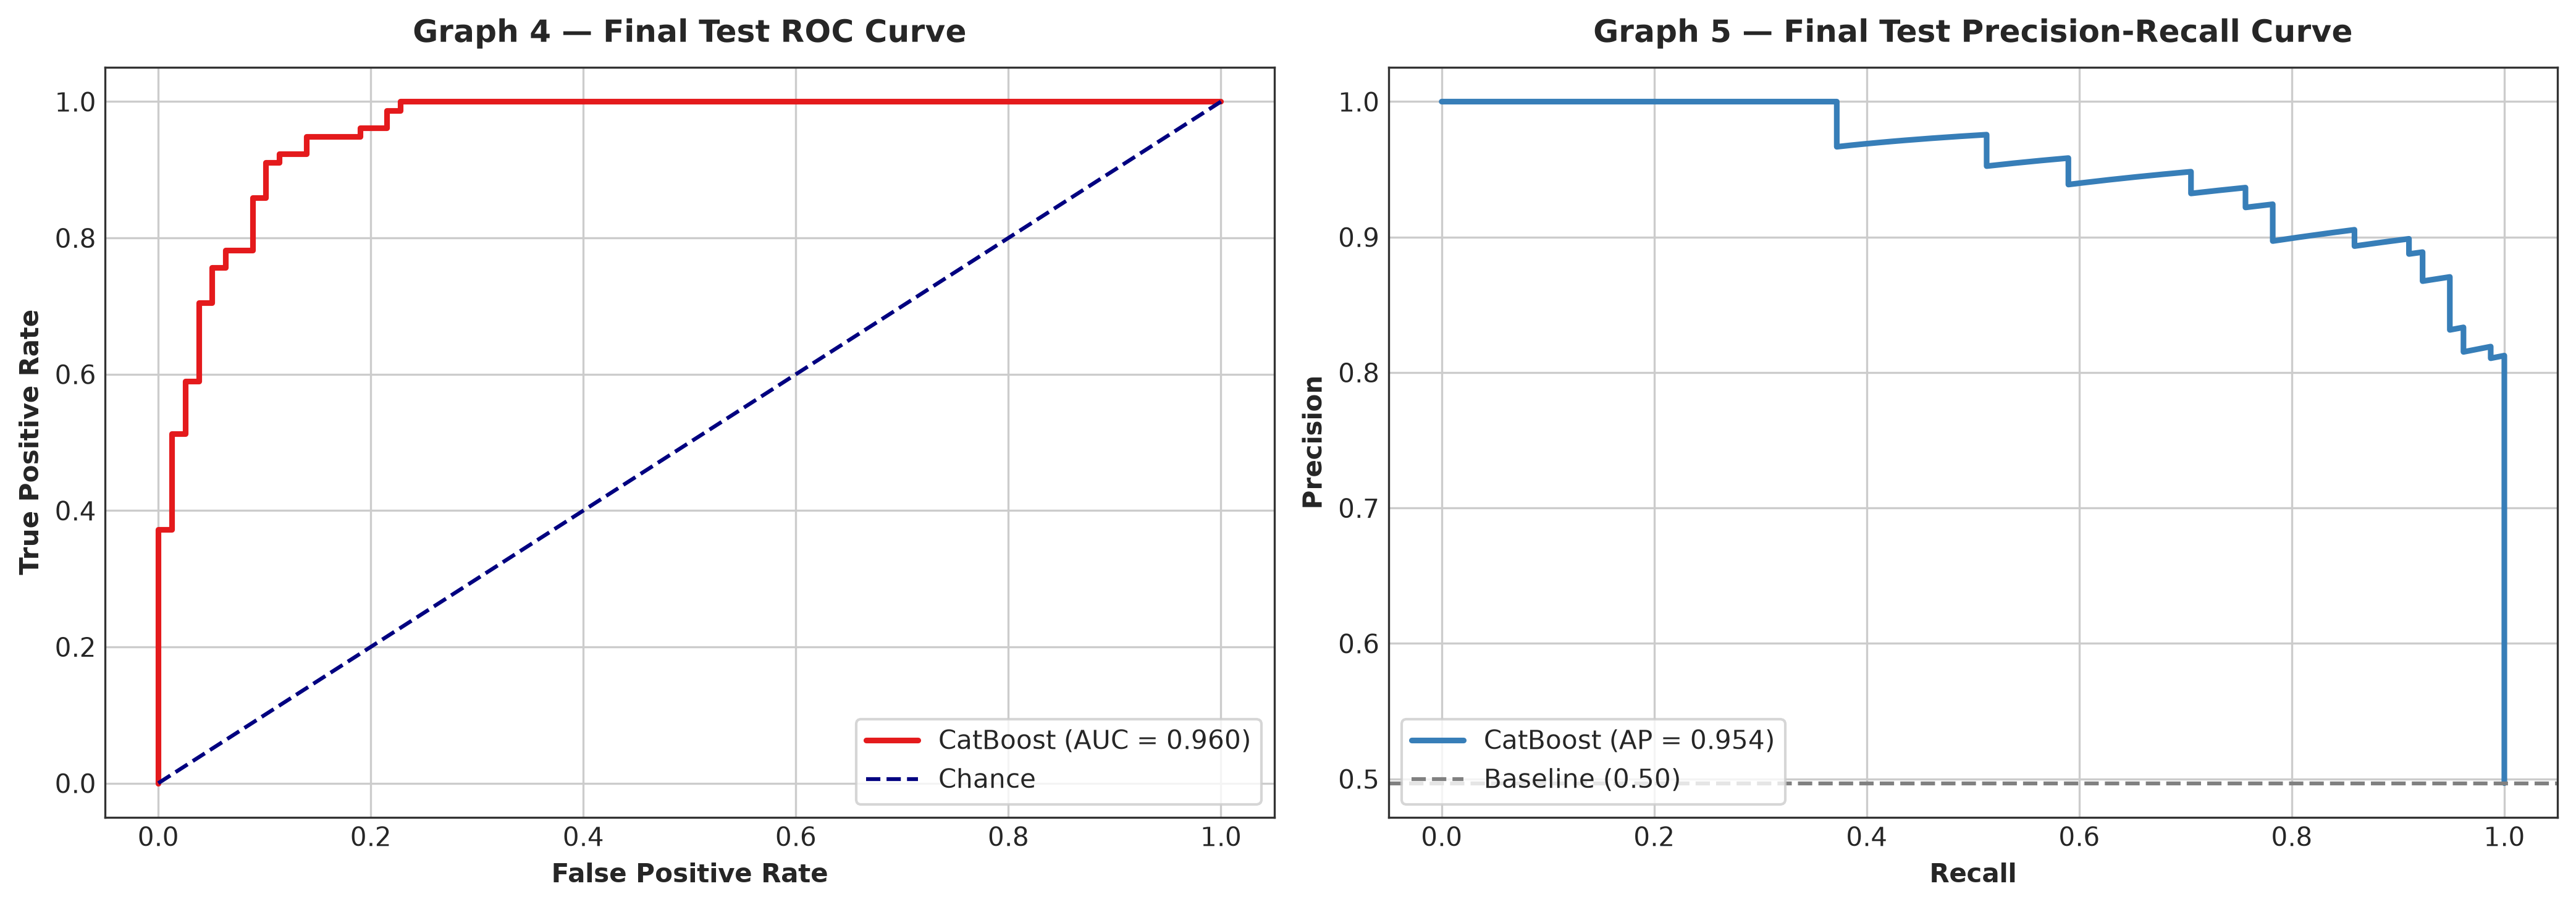 Graph 4 — Final Test ROC Curve
True Positive Rate
1.0
0.8
0.6
0.4
0.2
0.0
0.0 0.2 0.4 0.6 0.8 1.0
False Positive Rate
CatBoost (AUC = 0.960)
Chance
Graph 5 — Final Test Precision-Recall Curve
Precision
1.0
0.9
0.8
0.7
0.6
0.5
0.0 0.2 0.4 0.6 0.8 1.0
Recall
CatBoost (AP = 0.954)
Baseline (0.50)